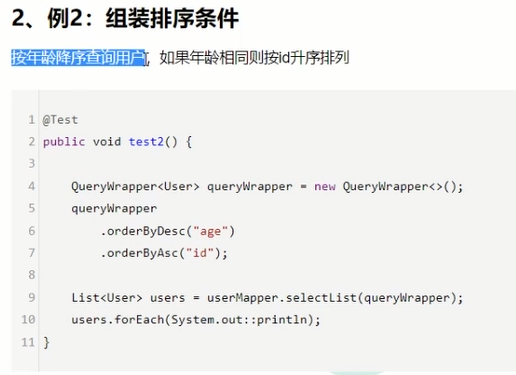 2、例2：组装排序条件
按年龄降序查询用户，如果年龄相同则按id升序排列
1 @Test
2 public void test2() {
3
4     QueryWrapper<User> queryWrapper = new QueryWrapper<>();
5     queryWrapper
6         .orderByDesc("age")
7         .orderByAsc("id");
8
9     List<User> users = userMapper.selectList(queryWrapper);
10     users.forEach(System.out::println);
11 }